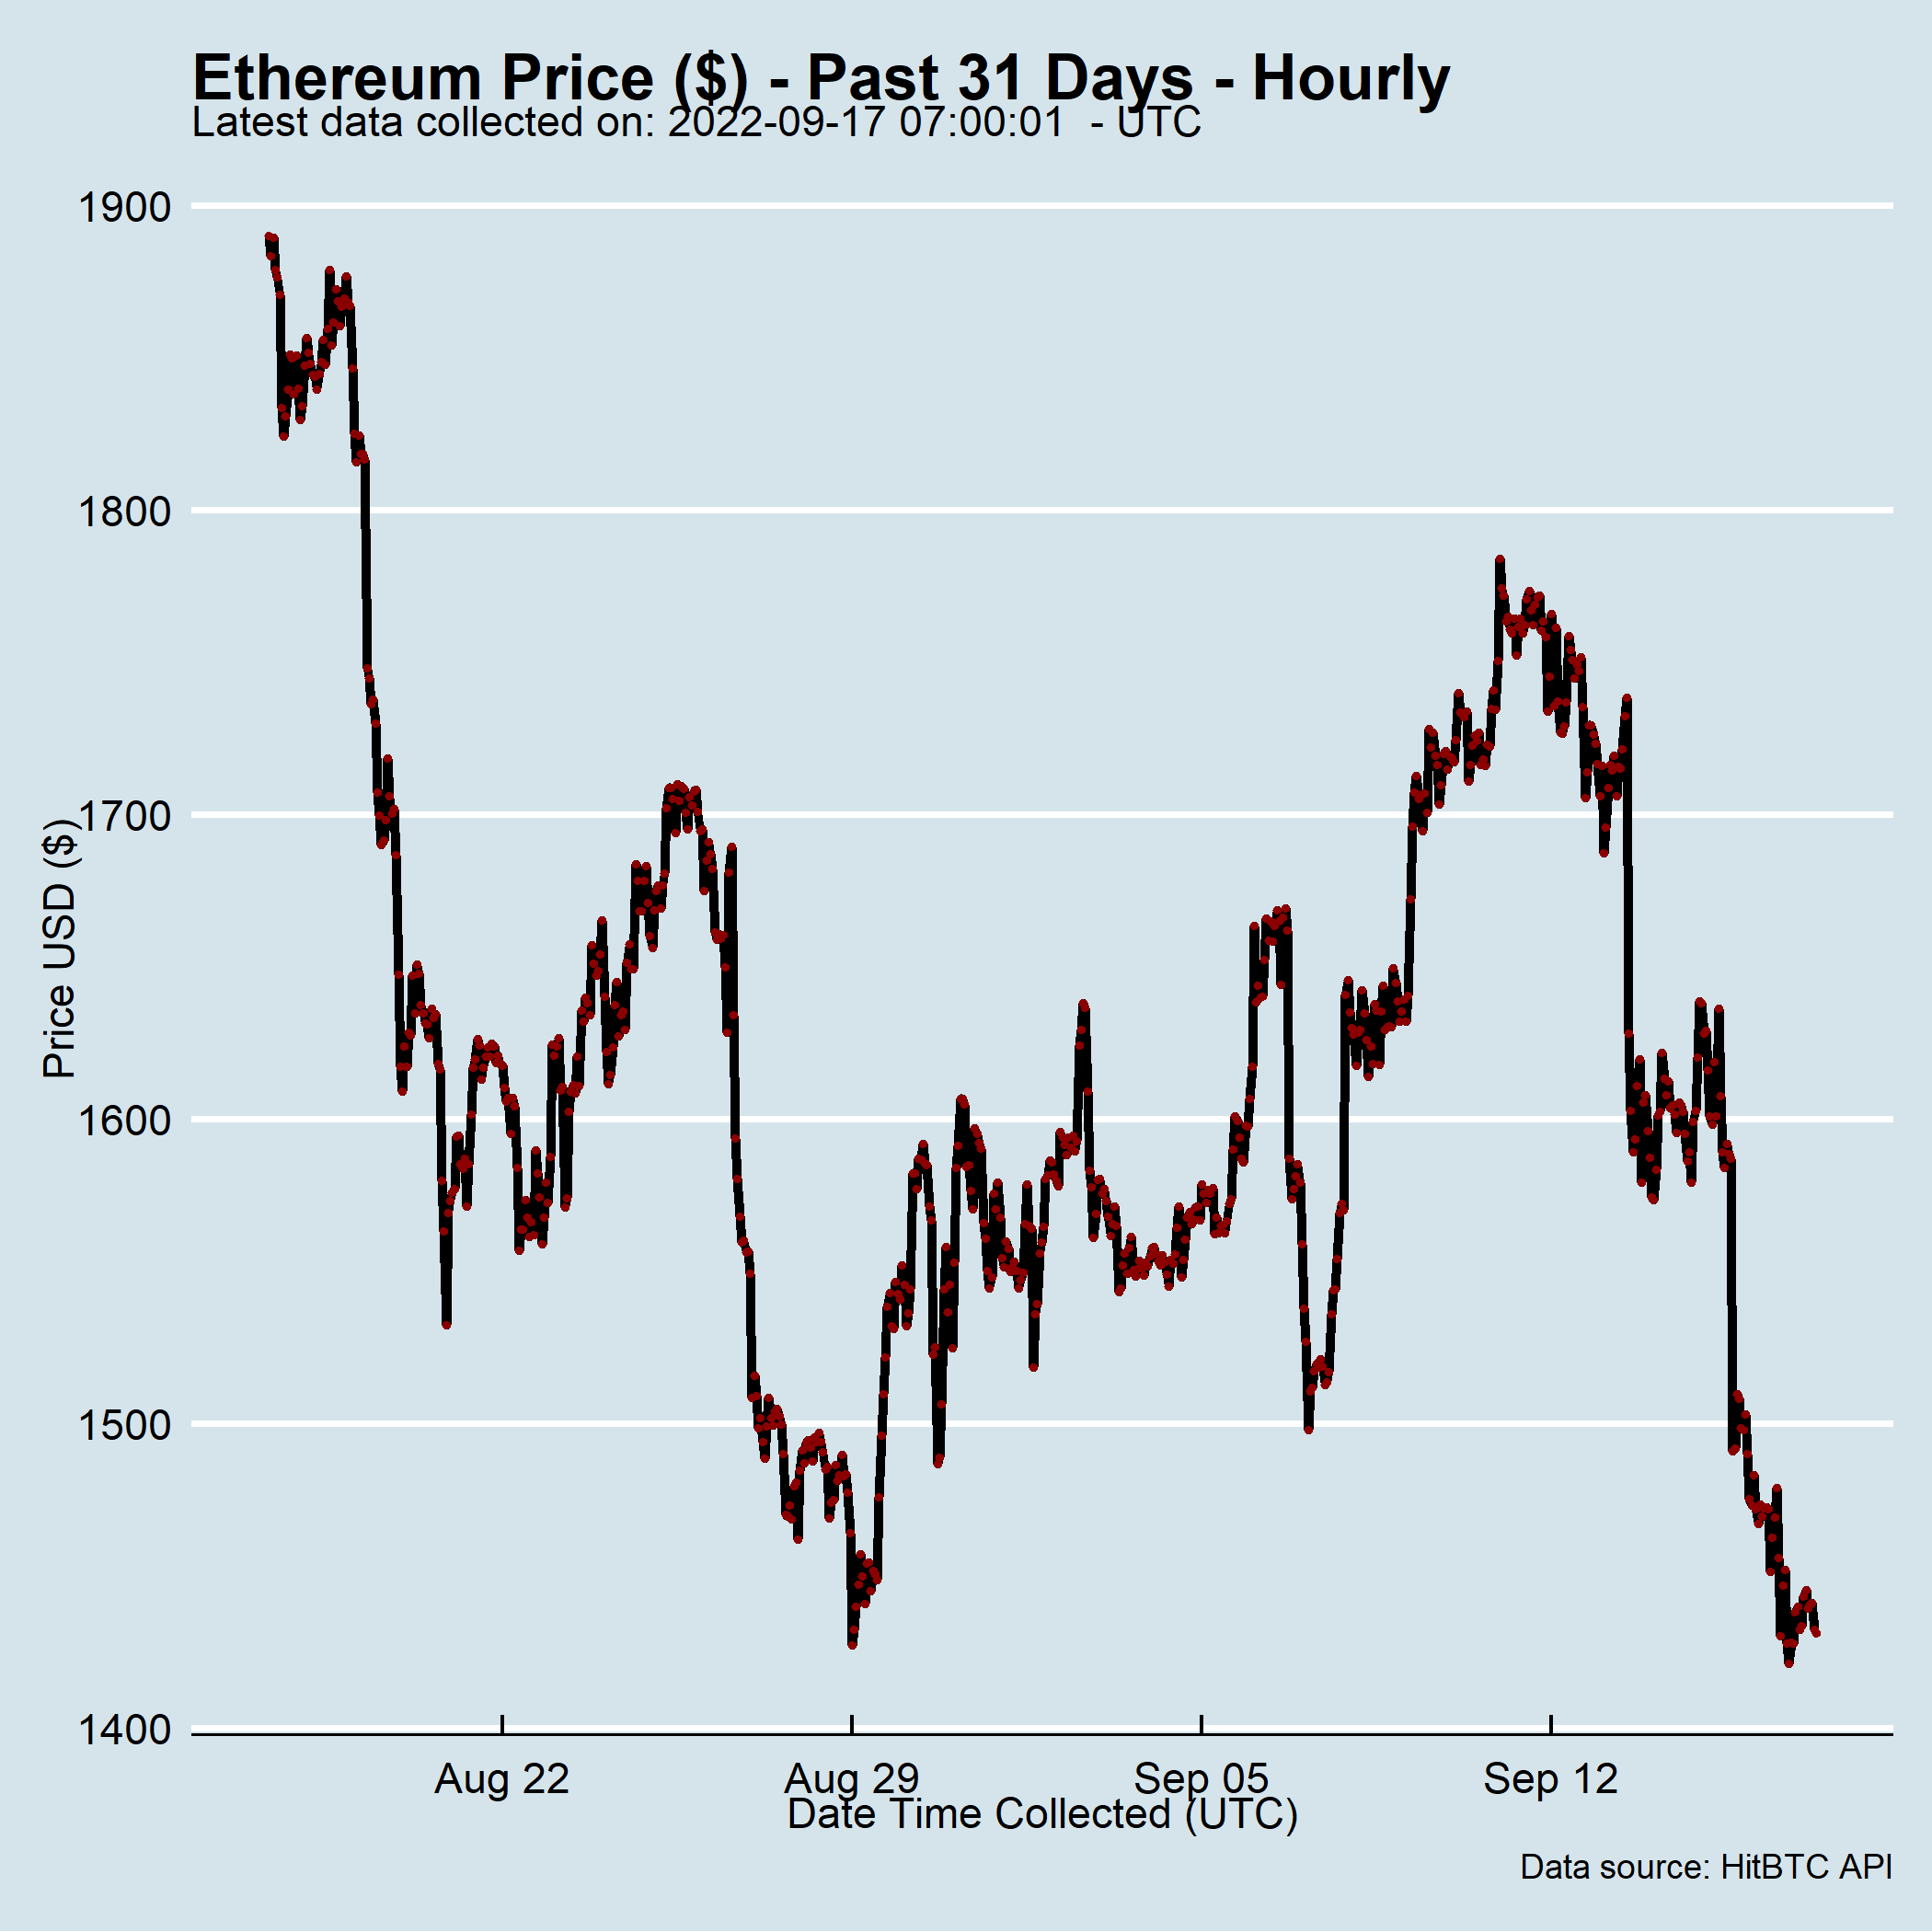 Ethereum Price ($) - Past 31 Days - Hourly
Latest data collected on: 2022-09-17 07:00:01  - UTC
Price USD ($)
1900
1800
1700
1600
1500
1400
Aug 22
Aug 29
Sep 05
Sep 12
Date Time Collected (UTC)
Data source: HitBTC API